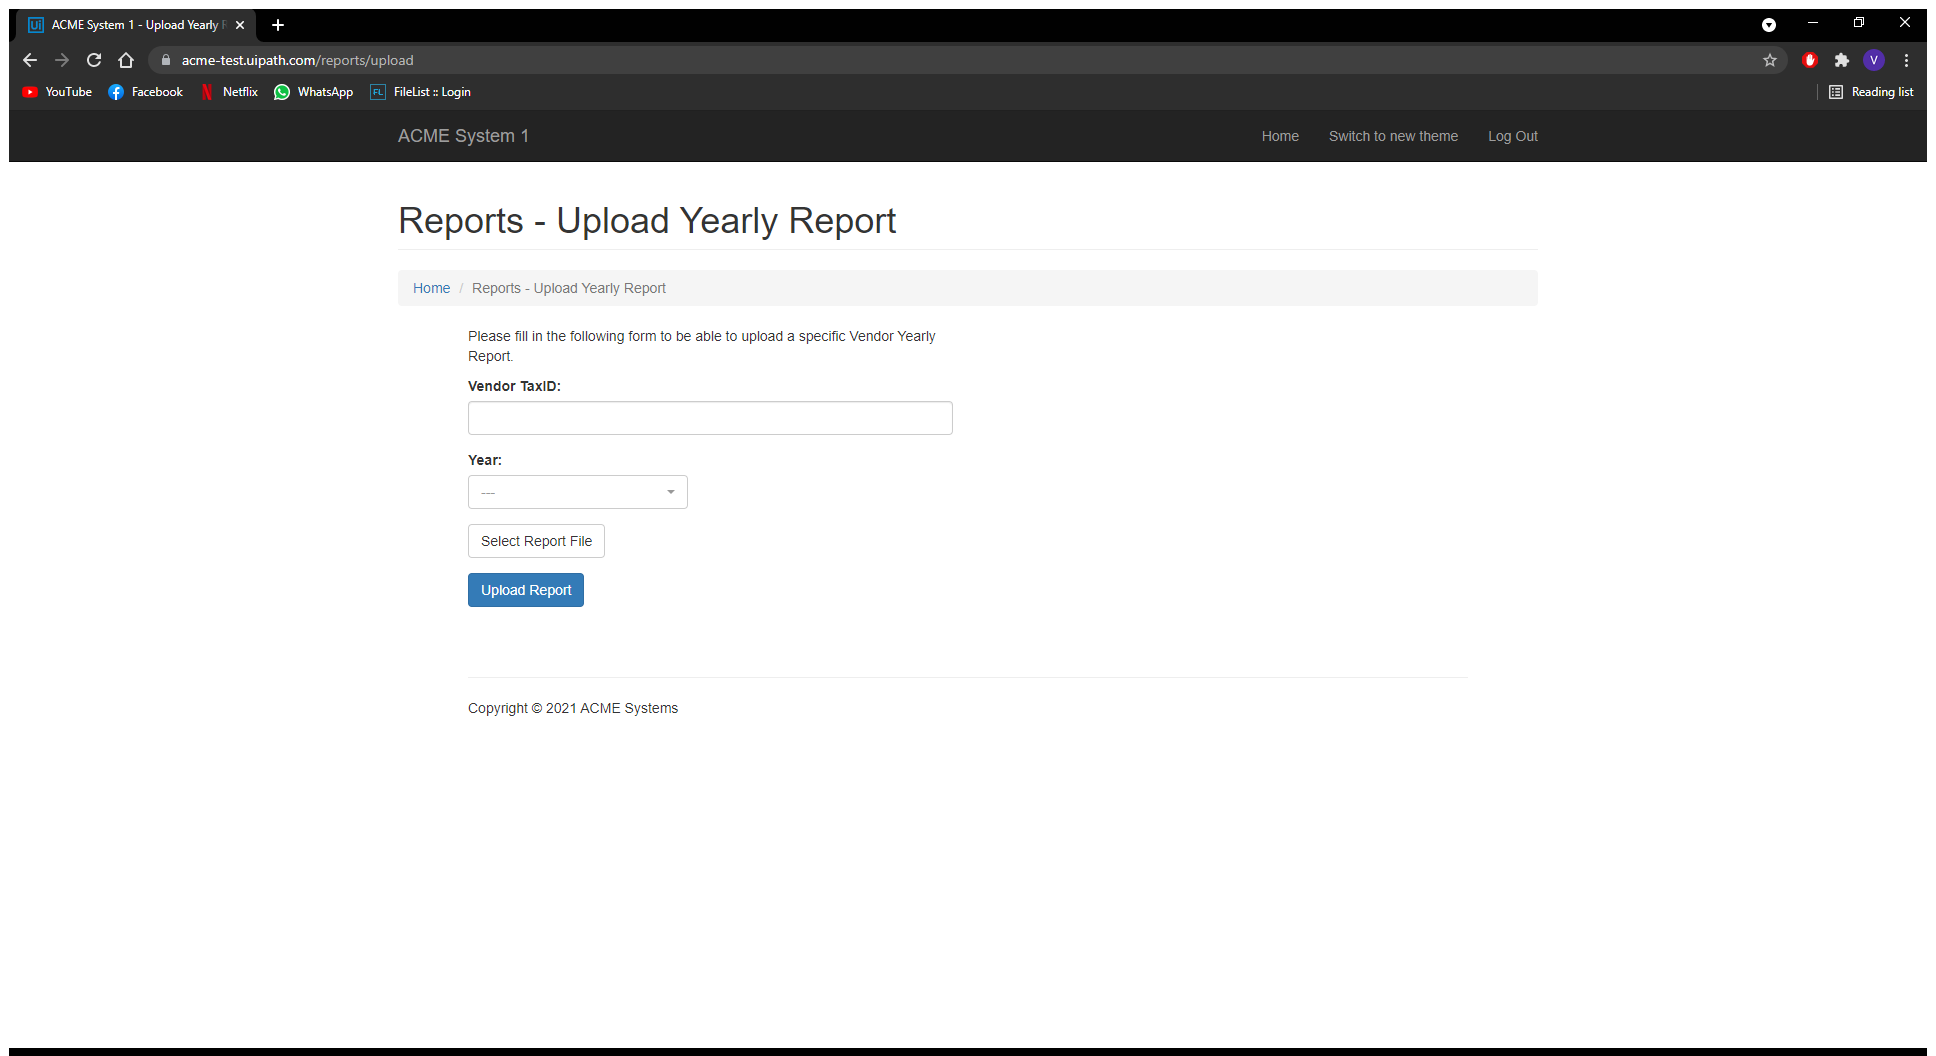 Ui ACME System 1 - Upload Yearly
acme-test.uipath.com/reports/upload
V
YouTube Facebook Netflix WhatsApp FL FileList :: Login Reading list
ACME System 1 Home Switch to new theme Log Out
Reports - Upload Yearly Report
Home / Reports - Upload Yearly Report
Please fill in the following form to be able to upload a specific Vendor Yearly
Report.
Vendor TaxID:
Year:
---
Select Report File
Upload Report
Copyright © 2021 ACME Systems